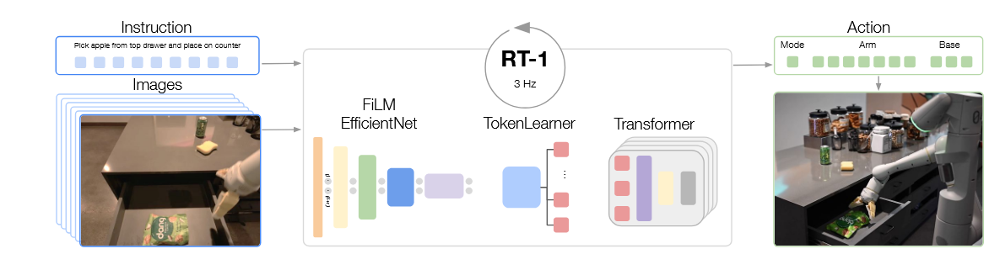 Instruction
Pick apple from top drawer and place on counter
Images
RT-1
3 Hz
FiLM
EfficientNet
TokenLearner
Transformer
Action
Mode Arm Base
dang